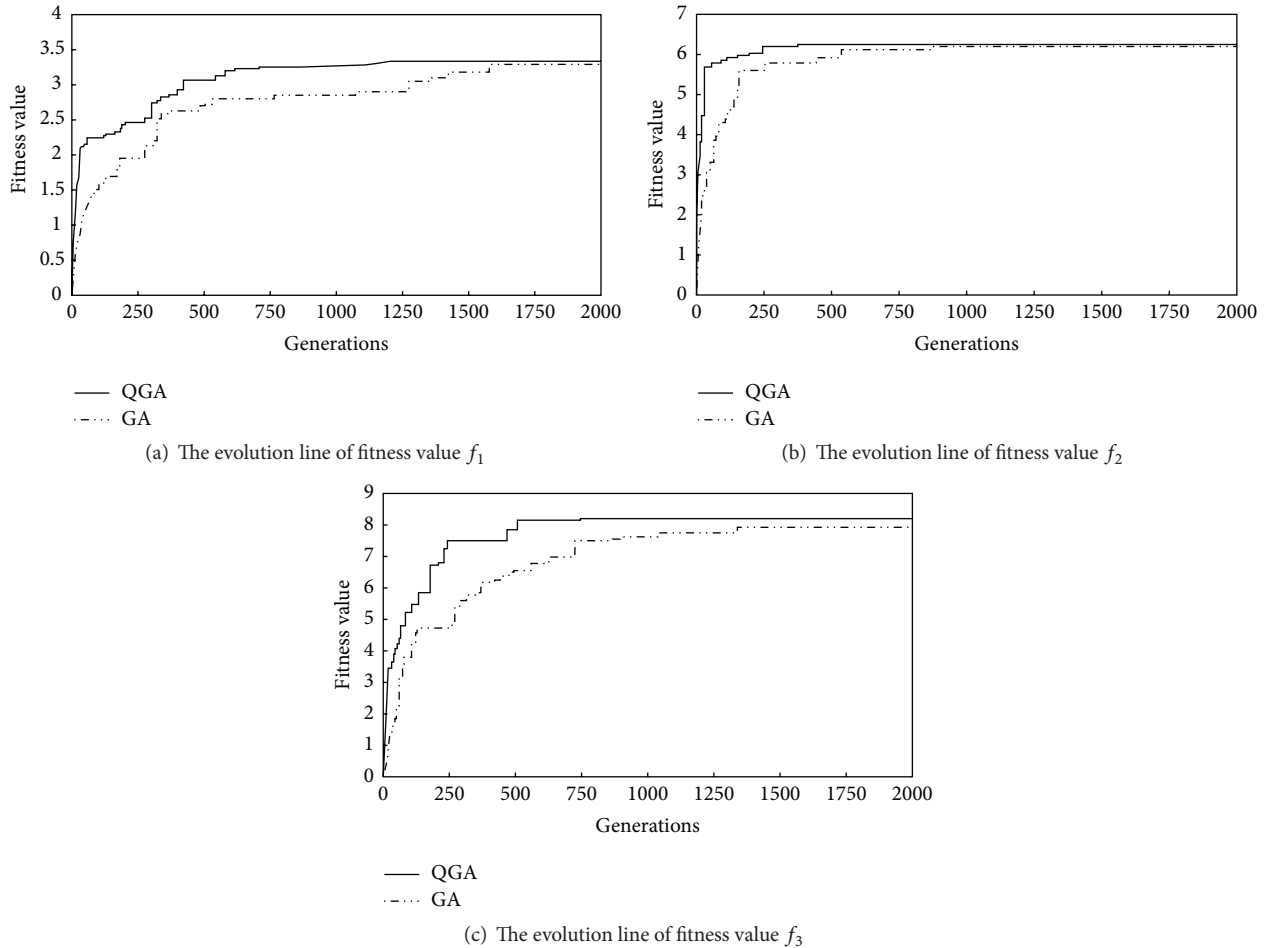 4
3.5
3
2.5
2
1.5
1
0.5
0
Fitness value
0 250 500 750 1000 1250 1500 1750 2000
Generations
QGA
GA
(a) The evolution line of fitness value f1
7
6
5
4
3
2
1
0
Fitness value
0 250 500 750 1000 1250 1500 1750 2000
Generations
QGA
GA
(b) The evolution line of fitness value f2
9
8
7
6
5
4
3
2
1
0
Fitness value
0 250 500 750 1000 1250 1500 1750 2000
Generations
QGA
GA
(c) The evolution line of fitness value f3